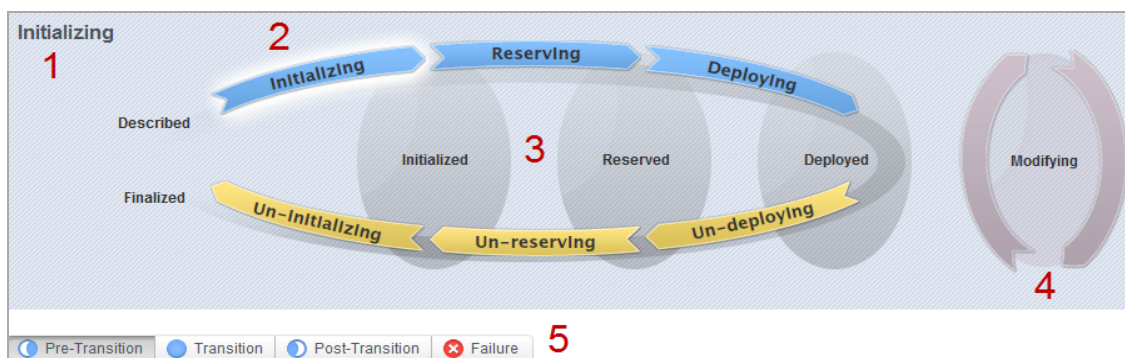 Initializing
1
2
Initializing
Reserving
Deploying
Described
Initialized
3
Reserved
Deployed
Modifying
Finalized
Un-initializing
Un-reserving
Un-deploying
4
Pre-Transition
Transition
Post-Transition
Failure
5